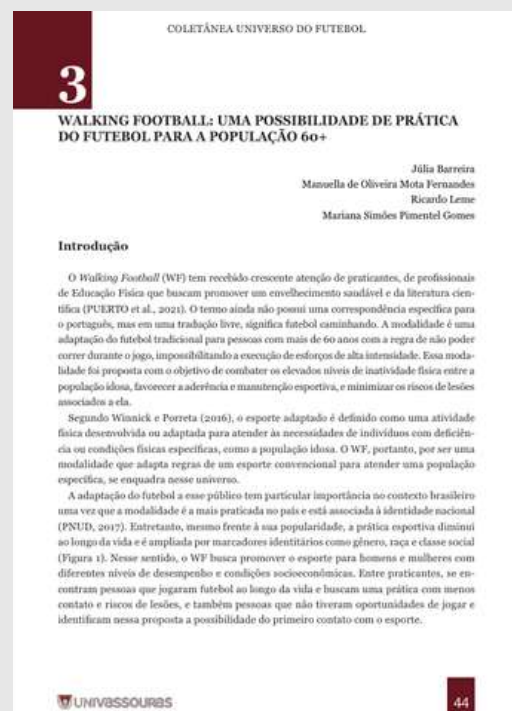 COLETÂNEA UNIVERSO DO FUTEBOL
3
WALKING FOOTBALL: UMA POSSIBILIDADE DE PRÁTICA
DO FUTEBOL PARA A POPULAÇÃO 60+
Júlia Barreira
Manuella de Oliveira Mota Fernandes
Ricardo Leme
Mariana Simões Pimentel Gomes
Introdução
O Walking Football (WF) tem recebido crescente atenção de praticantes, de profissionais
de Educação Física que buscam promover um envelhecimento saudável e da literatura cien-
tífica (PUERTO et al., 2021). O termo ainda não possui uma correspondência específica para
o português, mas em uma tradução livre, significa futebol caminhando. A modalidade é uma
adaptação do futebol tradicional para pessoas com mais de 60 anos com a regra de não poder
correr durante o jogo, impossibilitando a execução de esforços de alta intensidade. Essa moda-
lidade foi proposta com o objetivo de combater os elevados níveis de inatividade física entre a
população idosa, favorecer a aderência e manutenção esportiva, e minimizar os riscos de lesões
associados a ela.
Segundo Winnick e Porreta (2016), o esporte adaptado é definido como uma atividade
física desenvolvida ou adaptada para atender às necessidades de indivíduos com deficiên-
cia ou condições físicas específicas, como a população idosa. O WF, portanto, por ser uma
modalidade que adapta regras de um esporte convencional para atender uma população
específica, se enquadra nesse universo.
A adaptação do futebol a esse público tem particular importância no contexto brasileiro
uma vez que a modalidade é a mais praticada no país e está associada à identidade nacional
(PNUD, 2017). Entretanto, mesmo frente à sua popularidade, a prática esportiva diminui
ao longo da vida e é ampliada por marcadores identitários como gênero, raça e classe social
(Figura 1). Nesse sentido, o WF busca promover o esporte para homens e mulheres com
diferentes níveis de desempenho e condições socioeconômicas. Entre praticantes, se en-
contram pessoas que jogaram futebol ao longo da vida e buscam uma prática com menos
contato e riscos de lesões, e também pessoas que não tiveram oportunidades de jogar e
identificam nessa proposta a possibilidade do primeiro contato com o esporte.
UNIVASSOURAS
44